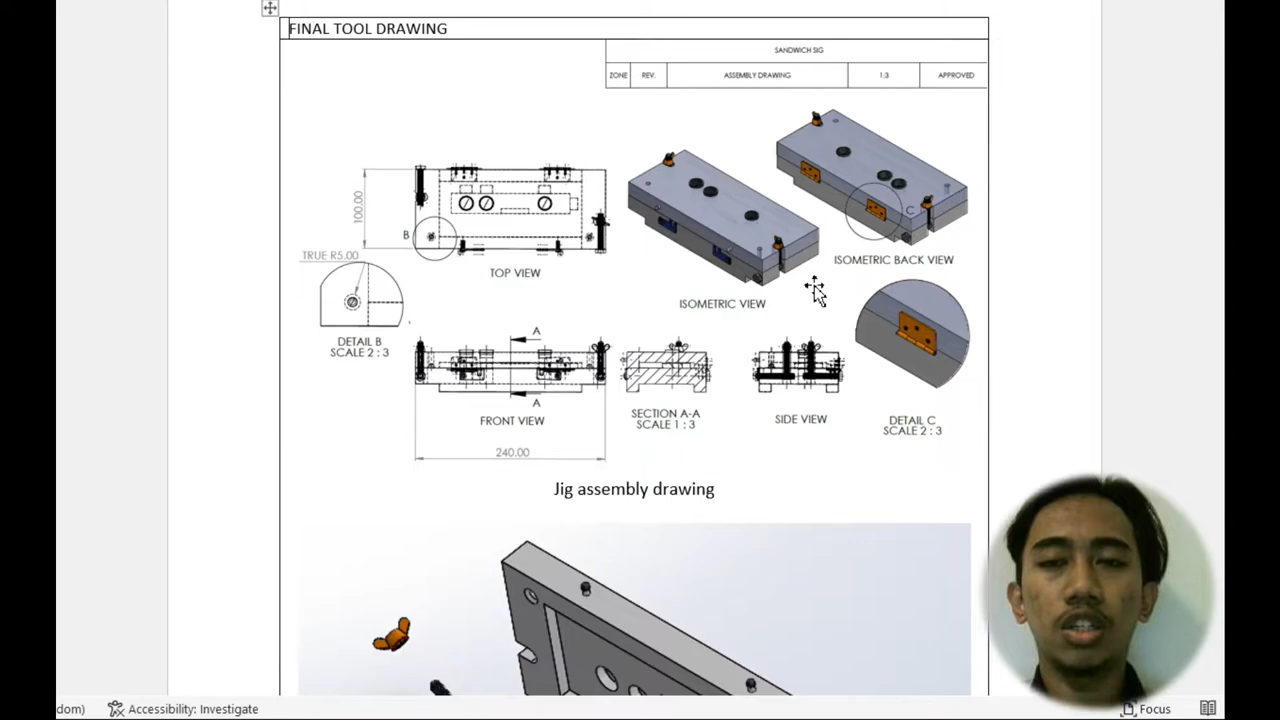 FINAL TOOL DRAWING
SANDWICH SIG
ZONE REV. ASSEMBLY DRAWING 1:3 APPROVED
100.00
B
TRUE R5.00
TOP VIEW
DETAIL B
SCALE 2 : 3
ISOMETRIC VIEW
C
ISOMETRIC BACK VIEW
A
A
FRONT VIEW
240.00
SECTION A-A
SCALE 1 : 3
SIDE VIEW
DETAIL C
SCALE 2 : 3
Jig assembly drawing
dom)
Accessibility: Investigate
Focus